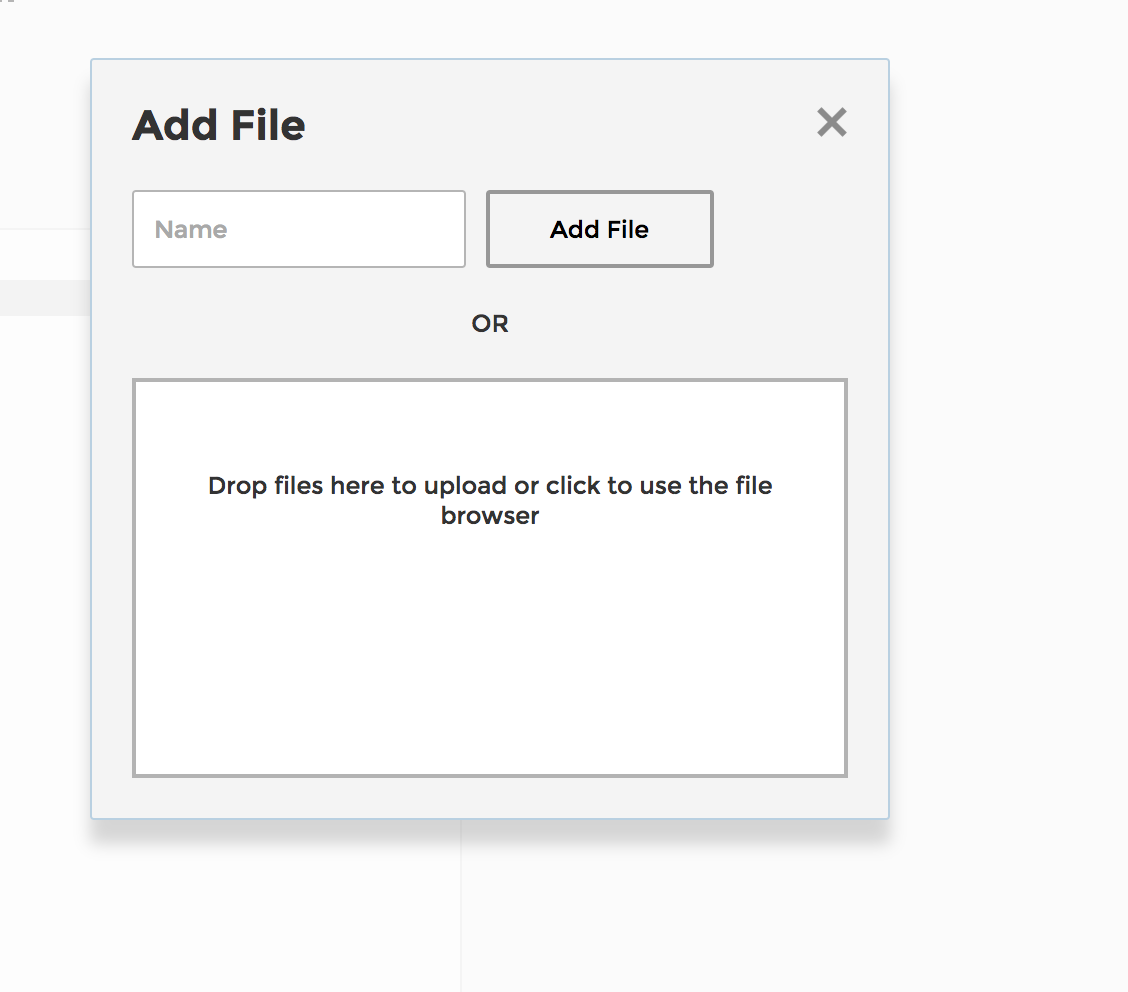 Add File
Name
Add File
OR
Drop files here to upload or click to use the file
browser